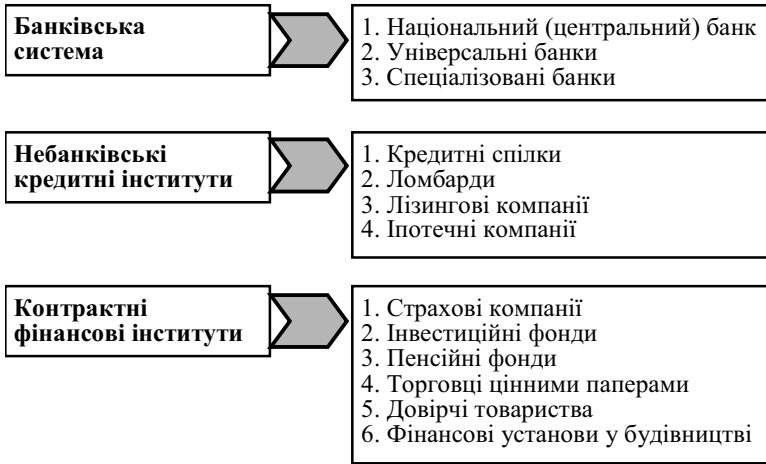 Банківська
система
1. Національний (центральний) банк
2. Універсальні банки
3. Спеціалізовані банки
Небанківські
кредитні інститути
1. Кредитні спілки
2. Ломбарди
3. Лізингові компанії
4. Іпотечні компанії
Контрактні
фінансові інститути
1. Страхові компанії
2. Інвестиційні фонди
3. Пенсійні фонди
4. Торговці цінними паперами
5. Довірчі товариства
6. Фінансові установи у будівництві